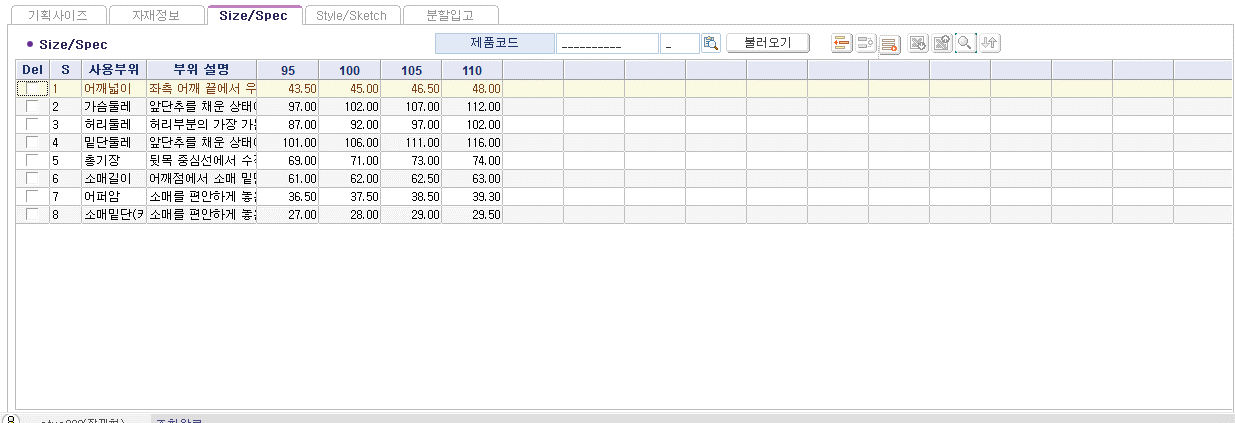 기획사이즈 자재정보 Size/Spec Style/Sketch 분할입고
Size/Spec 제품코드 __________ _ 불러오기
Del S 사용부위 부위 설명 95 100 105 110
1 어깨넓이 좌측 어깨 끝에서 우 43.50 45.00 46.50 48.00
2 가슴둘레 앞단추를 채운 상태 97.00 102.00 107.00 112.00
3 허리둘레 허리부분의 가장 87.00 92.00 97.00 102.00
4 밑단둘레 앞단추를 채운 상태 101.00 106.00 111.00 116.00
5 총기장 뒷목 중심선에서 69.00 71.00 73.00 74.00
6 소매길이 어깨점에서 소매 61.00 62.00 62.50 63.00
7 어퍼암 소매를 편안하게 36.50 37.50 38.50 39.30
8 소매밑단( 소매를 편안하게 27.00 28.00 29.00 29.50